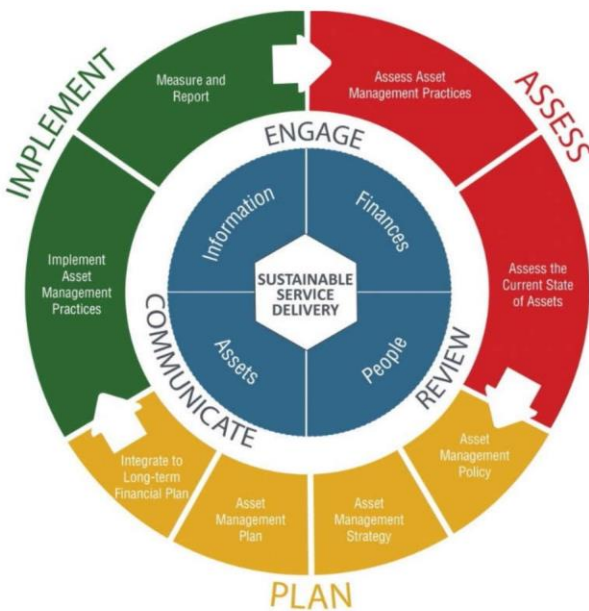 IMPLEMENT
Measure and
Report
Implement
Asset
Management
Practices
ASSESS
Assess Asset
Management Practices
Assess the
Current State
of Assets
PLAN
Asset
Management
Policy
Asset
Management
Strategy
Asset
Management
Plan
Integrate to
Long-term
Financial Plan
ENGAGE
REVIEW
COMMUNICATE
Information
Finances
People
Assets
SUSTAINABLE
SERVICE
DELIVERY